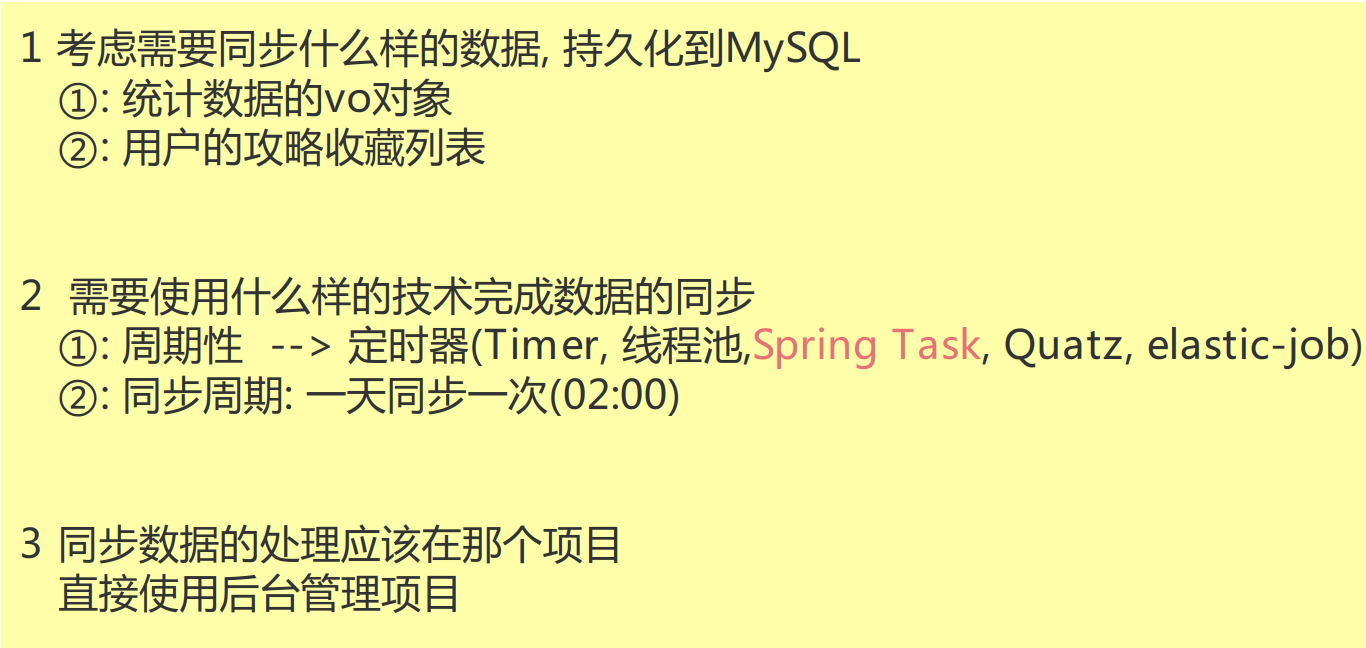 1 考虑需要同步什么样的数据, 持久化到MySQL
①: 统计数据的vo对象
②: 用户的攻略收藏列表
2 需要使用什么样的技术完成数据的同步
①: 周期性 --> 定时器(Timer, 线程池,Spring Task, Quatz, elastic-job)
②: 同步周期: 一天同步一次(02:00)
3 同步数据的处理应该在那个项目
直接使用后台管理项目